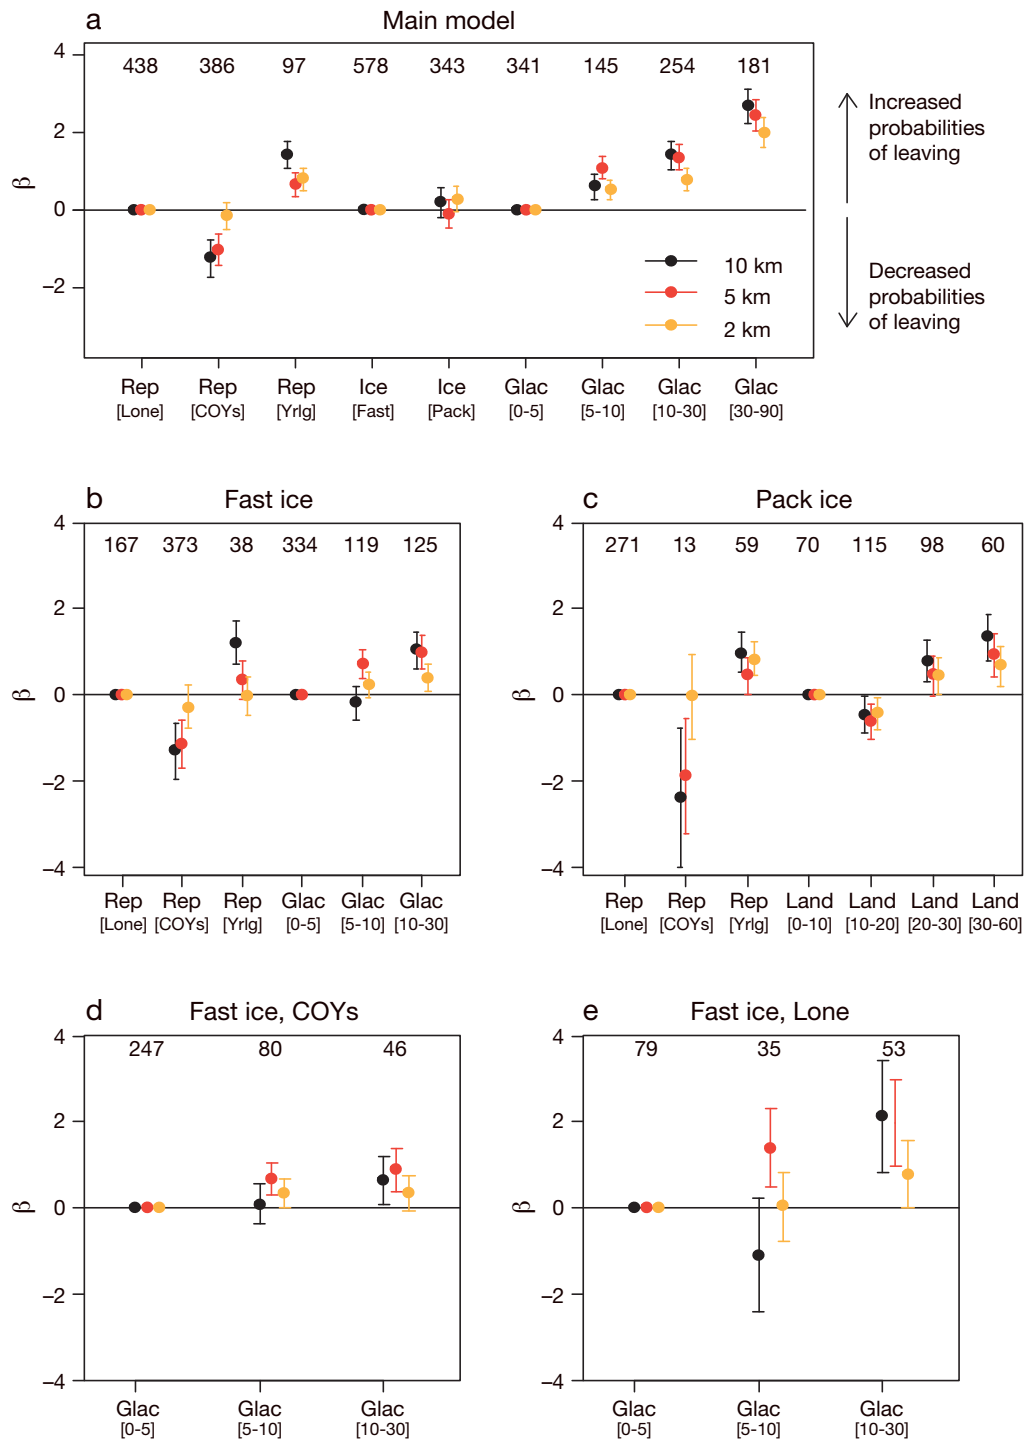 a Main model
4 438 386 97 578 343 341 145 254 181
2
0
−2
β
10 km
5 km
2 km
Increased
probabilities
of leaving
Decreased
probabilities
of leaving
Rep Rep Rep Ice Ice Glac Glac Glac Glac
[Lone] [COYs] [Yrlg] [Fast] [Pack] [0-5] [5-10] [10-30] [30-90]
b Fast ice
4
167 373 38 334 119 125
2
0
−2
−4
β
Rep Rep Rep Glac Glac Glac
[Lone] [COYs] [Yrlg] [0-5] [5-10] [10-30]
c Pack ice
4
271 13 59 70 115 98 60
2
0
−2
−4
β
Rep Rep Rep Land Land Land Land
[Lone] [COYs] [Yrlg] [0-10] [10-20] [20-30] [30-60]
d Fast ice, COYs
4
247 80 46
2
0
−2
−4
β
Glac Glac Glac
[0-5] [5-10] [10-30]
e Fast ice, Lone
4
79 35 53
2
0
−2
−4
β
Glac Glac Glac
[0-5] [5-10] [10-30]